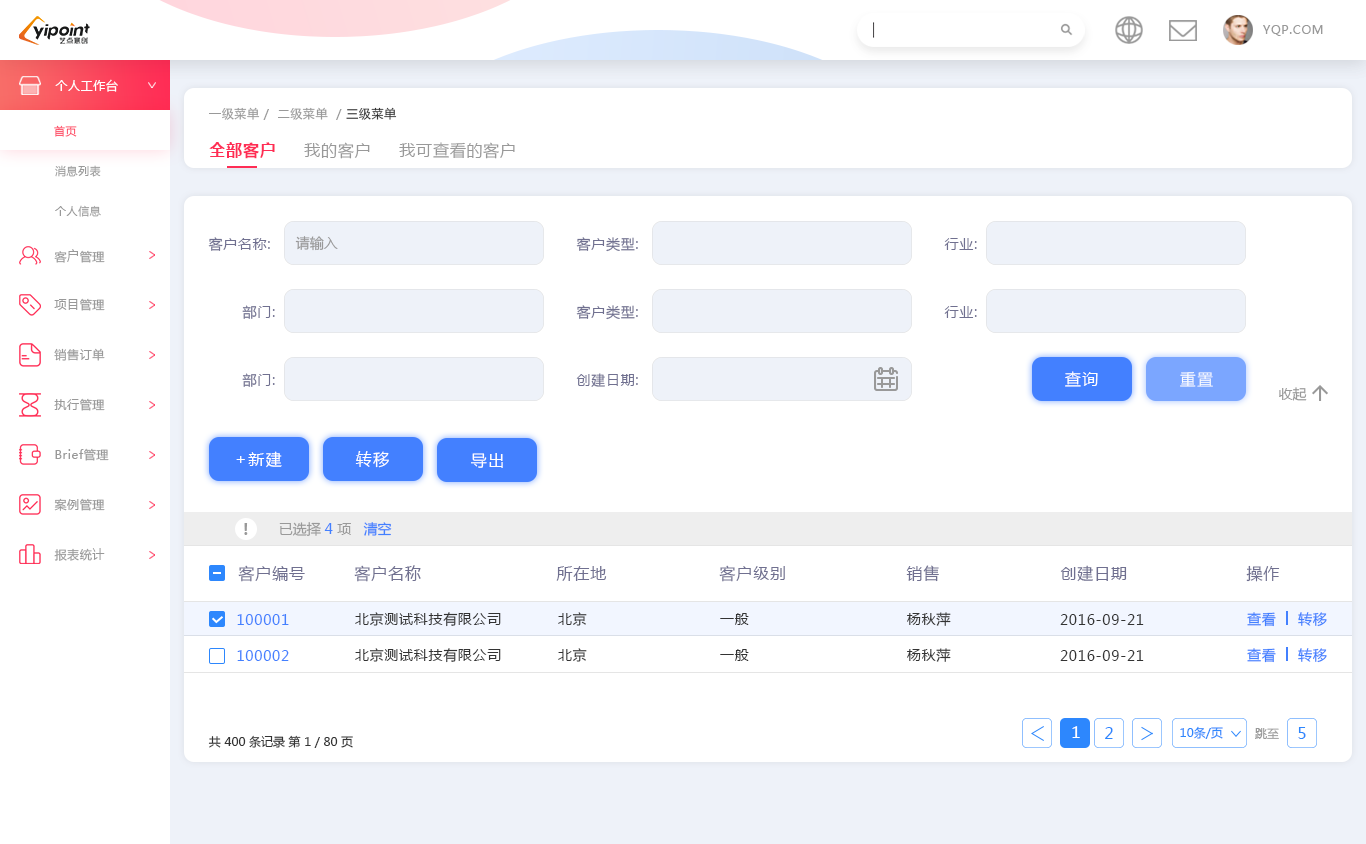 yipoint
艺点意创
YQP.COM
个人工作台
首页
消息列表
个人信息
客户管理 >
项目管理 >
销售订单 >
执行管理 >
Brief管理 >
案例管理 >
报表统计 >
一级菜单 / 二级菜单 / 三级菜单
全部客户 我的客户 我可查看的客户
客户名称: 请输入 客户类型: 行业:
部门: 客户类型: 行业:
部门: 创建日期: 查询 重置 收起
+新建 转移 导出
! 已选择 4 项 清空
客户编号 客户名称 所在地 客户级别 销售 创建日期 操作
100001 北京测试科技有限公司 北京 一般 杨秋萍 2016-09-21 查看 | 转移
100002 北京测试科技有限公司 北京 一般 杨秋萍 2016-09-21 查看 | 转移
共 400 条记录 第 1 / 80 页 < 1 2 > 10条/页 跳至 5